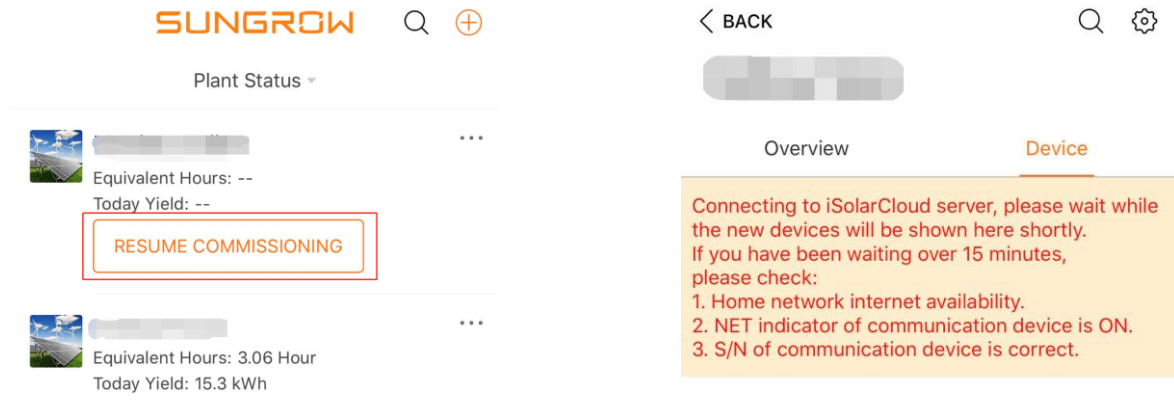 SUNGROW
Plant Status
Equivalent Hours: --
Today Yield: --
RESUME COMMISSIONING
Equivalent Hours: 3.06 Hour
Today Yield: 15.3 kWh
BACK
Overview
Device
Connecting to iSolarCloud server, please wait while
the new devices will be shown here shortly.
If you have been waiting over 15 minutes,
please check:
1. Home network internet availability.
2. NET indicator of communication device is ON.
3. S/N of communication device is correct.